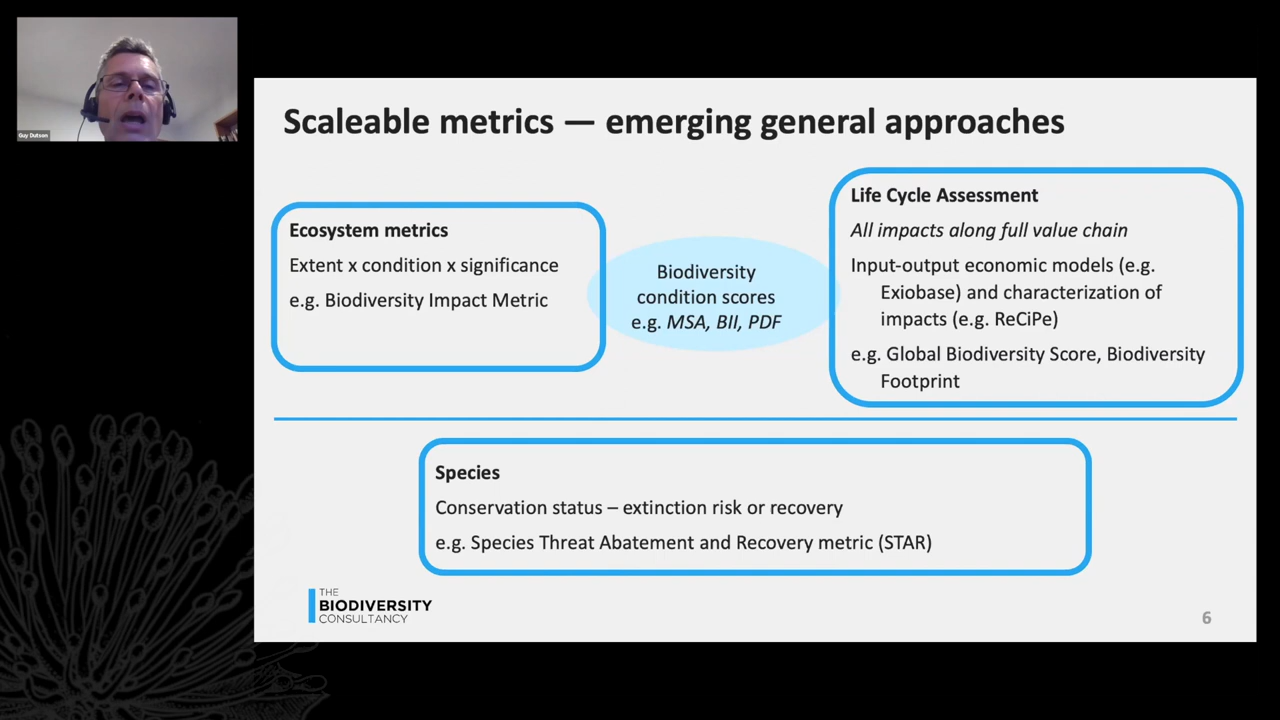 Guy Dutson
Scaleable metrics — emerging general approaches
Ecosystem metrics
Extent x condition x significance
e.g. Biodiversity Impact Metric
Biodiversity
condition scores
e.g. MSA, BII, PDF
Life Cycle Assessment
All impacts along full value chain
Input-output economic models (e.g.
Exiobase) and characterization of
impacts (e.g. ReCiPe)
e.g. Global Biodiversity Score, Biodiversity
Footprint
Species
Conservation status – extinction risk or recovery
e.g. Species Threat Abatement and Recovery metric (STAR)
THE
BIODIVERSITY
CONSULTANCY
6